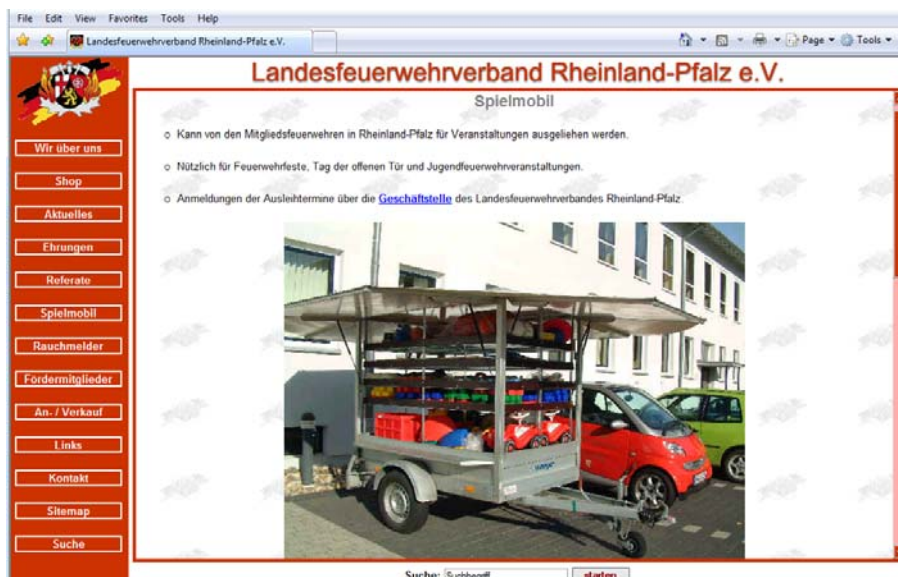 File Edit View Favorites Tools Help
Landesfeuerwehrverband Rheinland-Pfalz e.V.
Page Tools
Landesfeuerwehrverband Rheinland-Pfalz e.V.
Wir über uns
Shop
Aktuelles
Ehrungen
Referate
Spielmobil
Rauchmelder
Fördermitglieder
An- / Verkauf
Links
Kontakt
Sitemap
Suche
Spielmobil
o Kann von den Mitgliedsfeuerwehren in Rheinland-Pfalz für Veranstaltungen ausgeliehen werden.
o Nützlich für Feuerwehrfeste, Tag der offenen Tür und Jugendfeuerwehrveranstaltungen.
o Anmeldungen der Ausleihtermine über die Geschäftstelle des Landesfeuerwehrverbandes Rheinland-Pfalz.
Suche: Suchbegriff starten